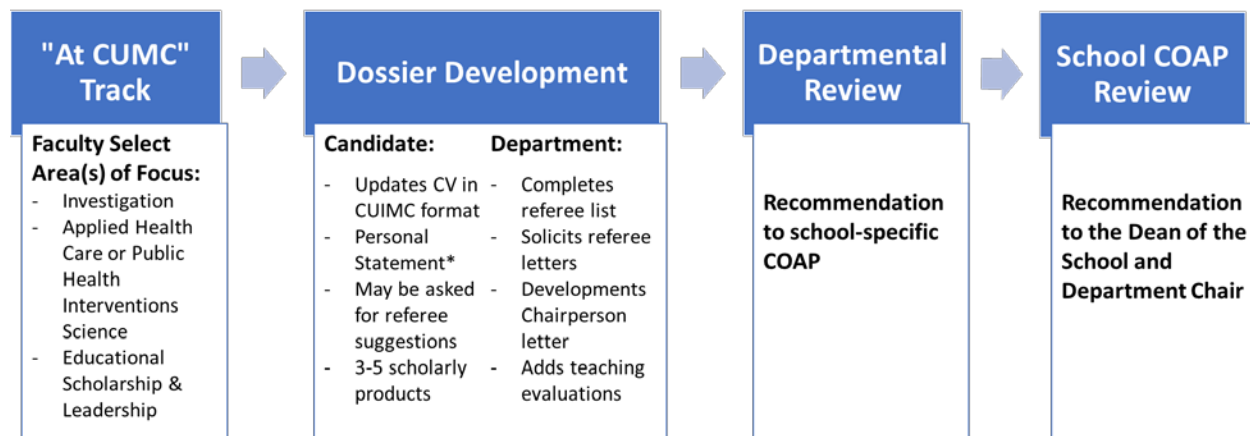 "At CUMC"
Track
Faculty Select
Area(s) of Focus:
- Investigation
- Applied Health
Care or Public
Health
Interventions
Science
- Educational
Scholarship &
Leadership
Dossier Development
Candidate:
- Updates CV in
CUIMC format
- Personal
Statement*
- May be asked
for referee
suggestions
- 3-5 scholarly
products
Department:
- Completes
referee list
- Solicits referee
letters
- Developments
Chairperson
letter
- Adds teaching
evaluations
Departmental
Review
Recommendation
to school-specific
COAP
School COAP
Review
Recommendation
to the Dean of the
School and
Department Chair